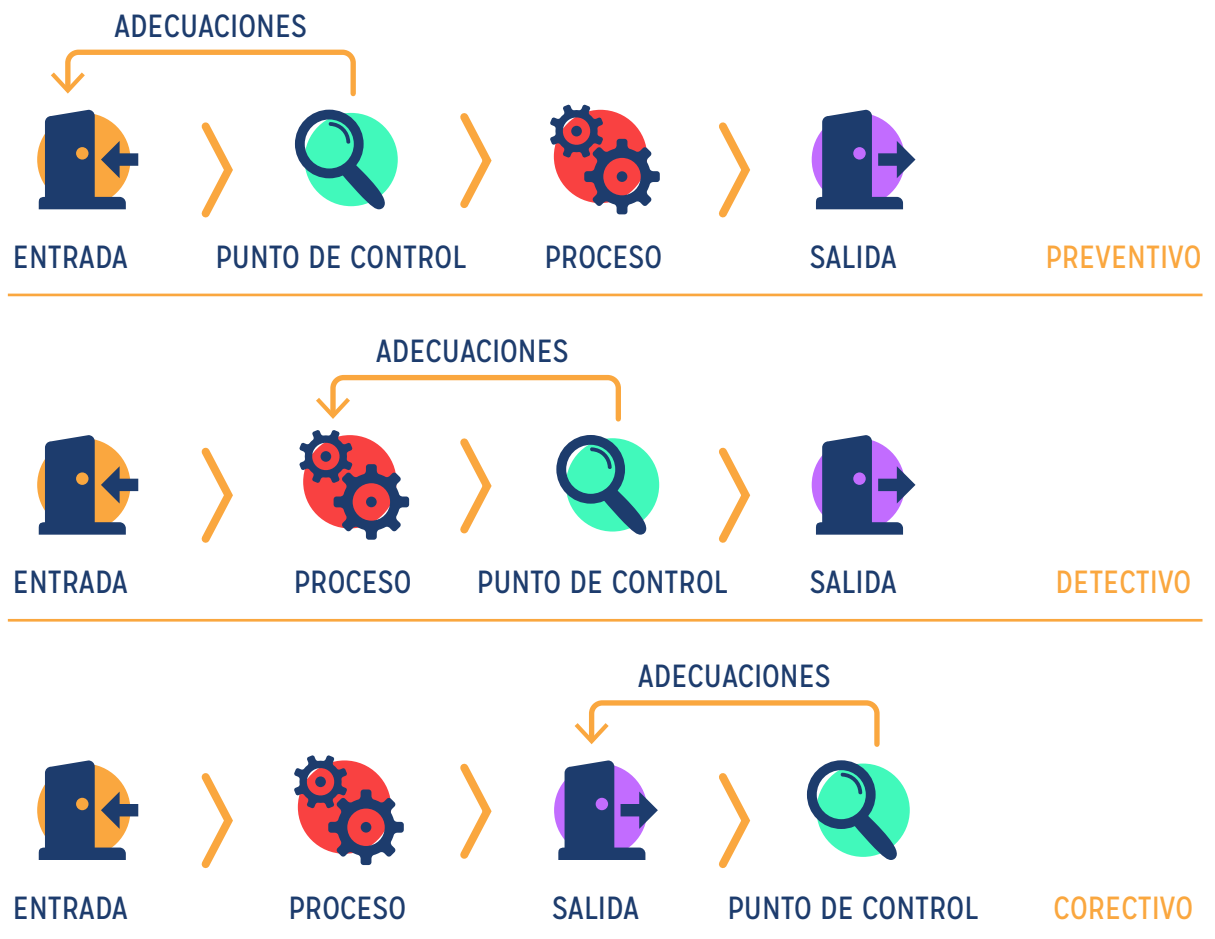 ADECUACIONES
ENTRADA PUNTO DE CONTROL PROCESO SALIDA PREVENTIVO
ADECUACIONES
ENTRADA PROCESO PUNTO DE CONTROL SALIDA DETECTIVO
ADECUACIONES
ENTRADA PROCESO SALIDA PUNTO DE CONTROL CORECTIVO